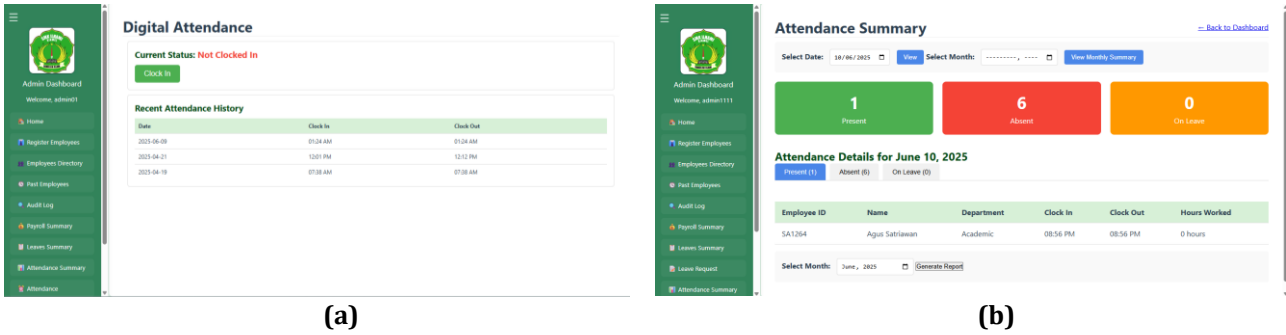 Admin Dashboard
Welcome, admin01
Home
Register Employees
Employees Directory
Past Employees
Audit Log
Payroll Summary
Leaves Summary
Attendance Summary
Attendance
Digital Attendance
Current Status: Not Clocked In
Clock In
Recent Attendance History
Date Clock In Clock Out
2025-06-09 01:24 AM 01:24 AM
2025-04-21 12:01 PM 12:12 PM
2025-04-19 07:38 AM 07:38 AM
(a)
Admin Dashboard
Welcome, admin1111
Home
Register Employees
Employees Directory
Past Employees
Audit Log
Payroll Summary
Leaves Summary
Leave Request
Attendance Summary
Attendance Summary
← Back to Dashboard
Select Date: 10/06/2025 View Select Month: ---------, ---- View Monthly Summary
1 6 0
Present Absent On Leave
Attendance Details for June 10, 2025
Present (1) Absent (6) On Leave (0)
Employee ID Name Department Clock In Clock Out Hours Worked
SA1264 Agus Satriawan Academic 08:56 PM 08:56 PM 0 hours
Select Month: June, 2025 Generate Report
(b)